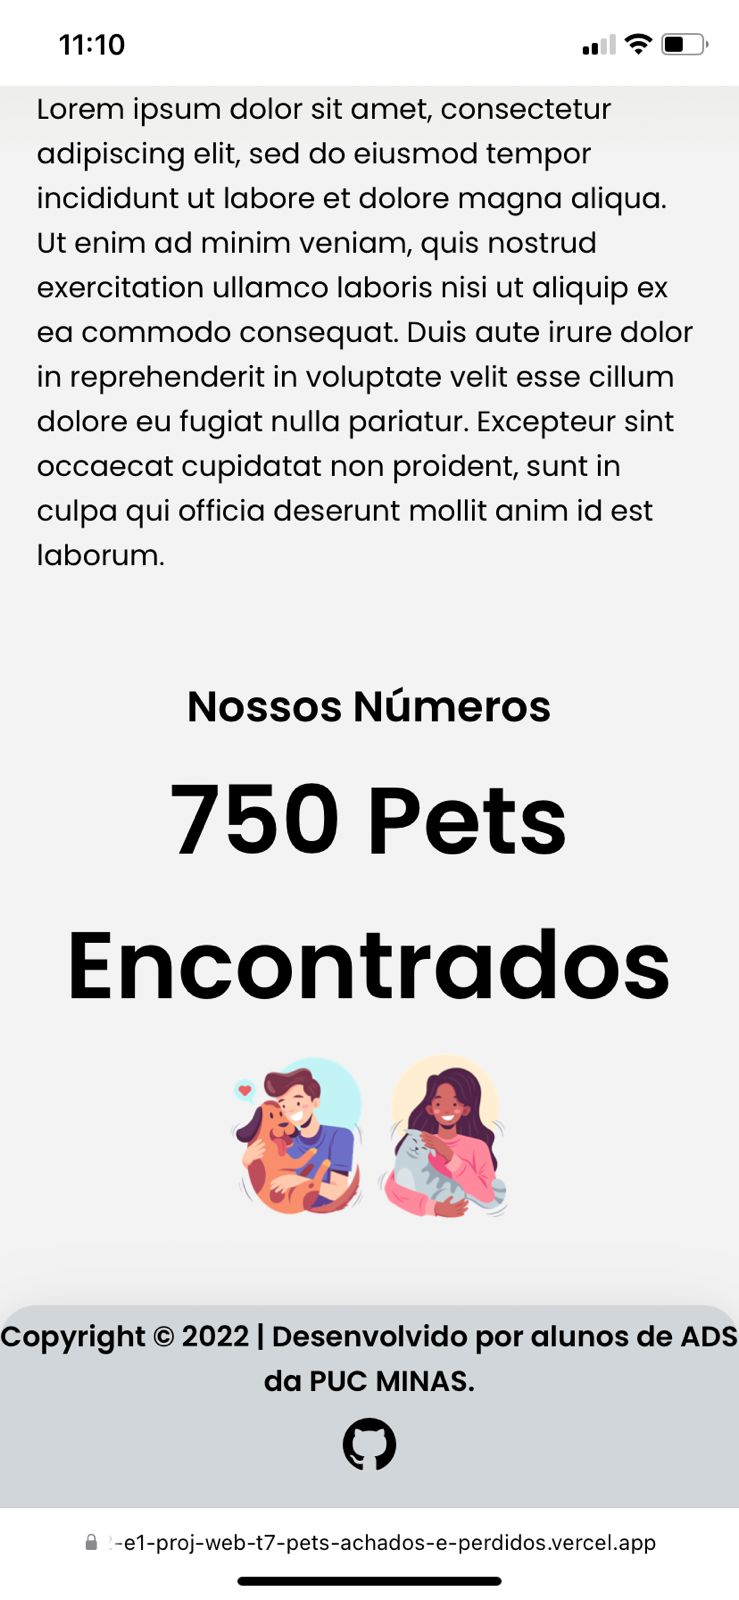 11:10
Lorem ipsum dolor sit amet, consectetur
adipiscing elit, sed do eiusmod tempor
incididunt ut labore et dolore magna aliqua.
Ut enim ad minim veniam, quis nostrud
exercitation ullamco laboris nisi ut aliquip ex
ea commodo consequat. Duis aute irure dolor
in reprehenderit in voluptate velit esse cillum
dolore eu fugiat nulla pariatur. Excepteur sint
occaecat cupidatat non proident, sunt in
culpa qui officia deserunt mollit anim id est
laborum.
Nossos Números
750 Pets
Encontrados
Copyright © 2022 | Desenvolvido por alunos de ADS
da PUC MINAS.
-e1-proj-web-t7-pets-achados-e-perdidos.vercel.app